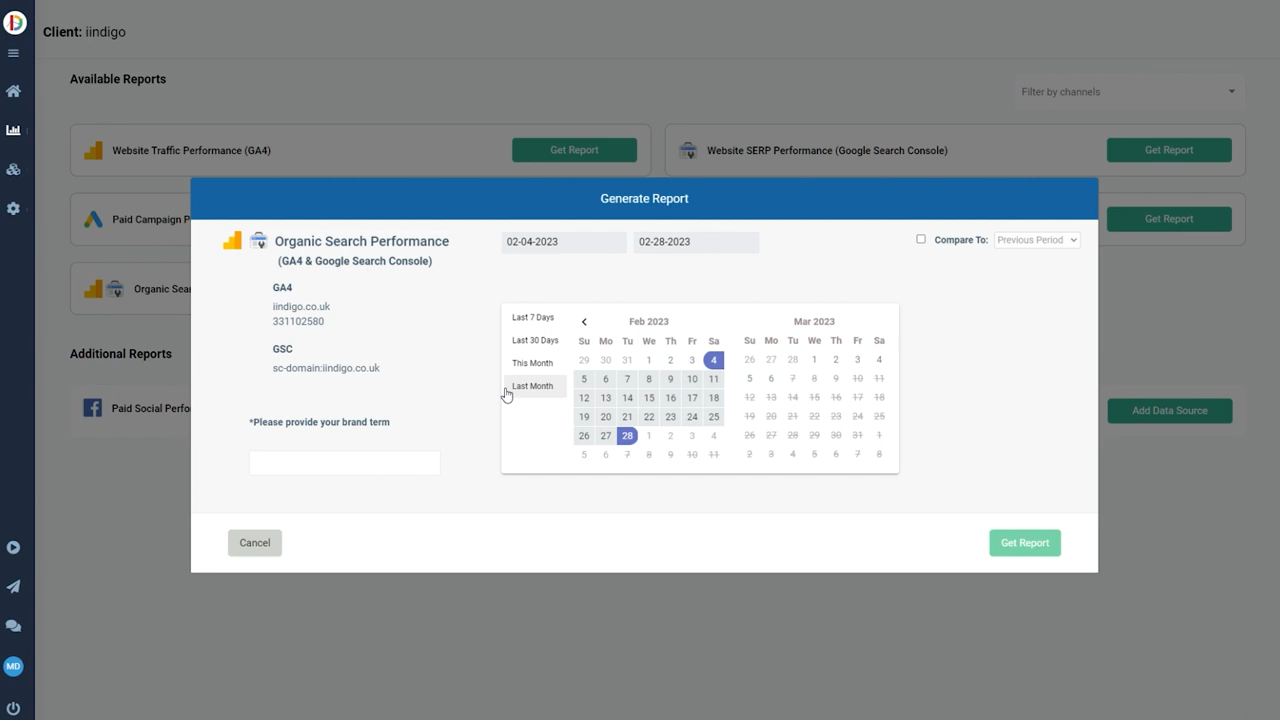 Client: iindigo
Available Reports
Filter by channels
Website Traffic Performance (GA4)
Get Report
Website SERP Performance (Google Search Console)
Get Report
Paid Campaign P
Get Report
Organic Sear
Additional Reports
Paid Social Perfo
Add Data Source
Generate Report
Organic Search Performance
(GA4 & Google Search Console)
GA4
iindigo.co.uk
331102580
GSC
sc-domain:iindigo.co.uk
*Please provide your brand term
02-04-2023
02-28-2023
Compare To:
Previous Period
Last 7 Days
Last 30 Days
This Month
Last Month
Feb 2023
Su Mo Tu We Th Fr Sa
29 30 31 1 2 3 4
5 6 7 8 9 10 11
12 13 14 15 16 17 18
19 20 21 22 23 24 25
26 27 28 1 2 3 4
5 6 7 8 9 10 11
Mar 2023
Su Mo Tu We Th Fr Sa
26 27 28 1 2 3 4
5 6 7 8 9 10 11
12 13 14 15 16 17 18
19 20 21 22 23 24 25
26 27 28 29 30 31 1
2 3 4 5 6 7 8
Cancel
Get Report
MD